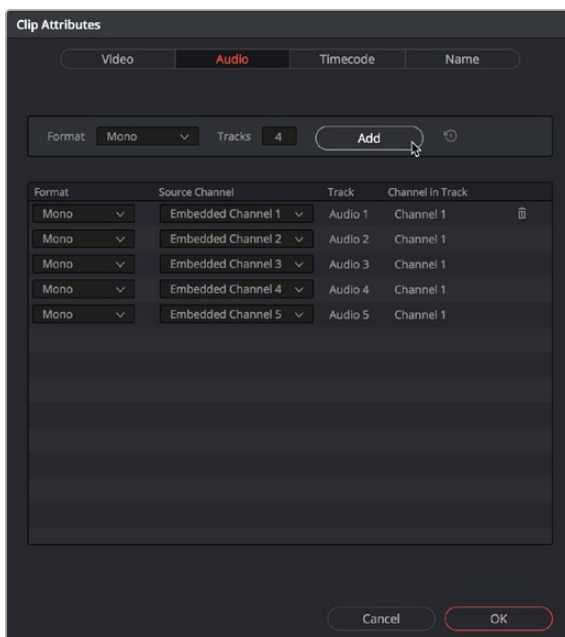 Clip Attributes
Video Audio Timecode Name
Format Mono Tracks 4 Add
Format Source Channel Track Channel in Track
Mono Embedded Channel 1 Audio 1 Channel 1
Mono Embedded Channel 2 Audio 2 Channel 1
Mono Embedded Channel 3 Audio 3 Channel 1
Mono Embedded Channel 4 Audio 4 Channel 1
Mono Embedded Channel 5 Audio 5 Channel 1
Cancel OK